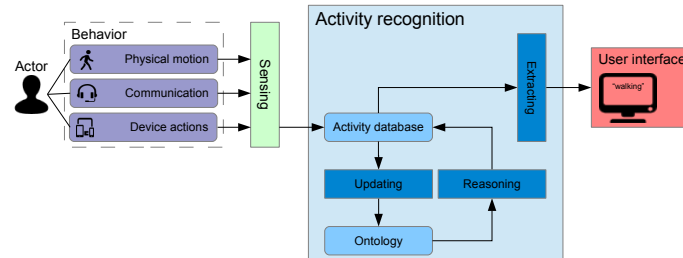 Activity recognition
Behavior
Actor
Physical motion
Communication
Device actions
Sensing
Activity database
Updating
Reasoning
Ontology
Extracting
User interface
"walking"